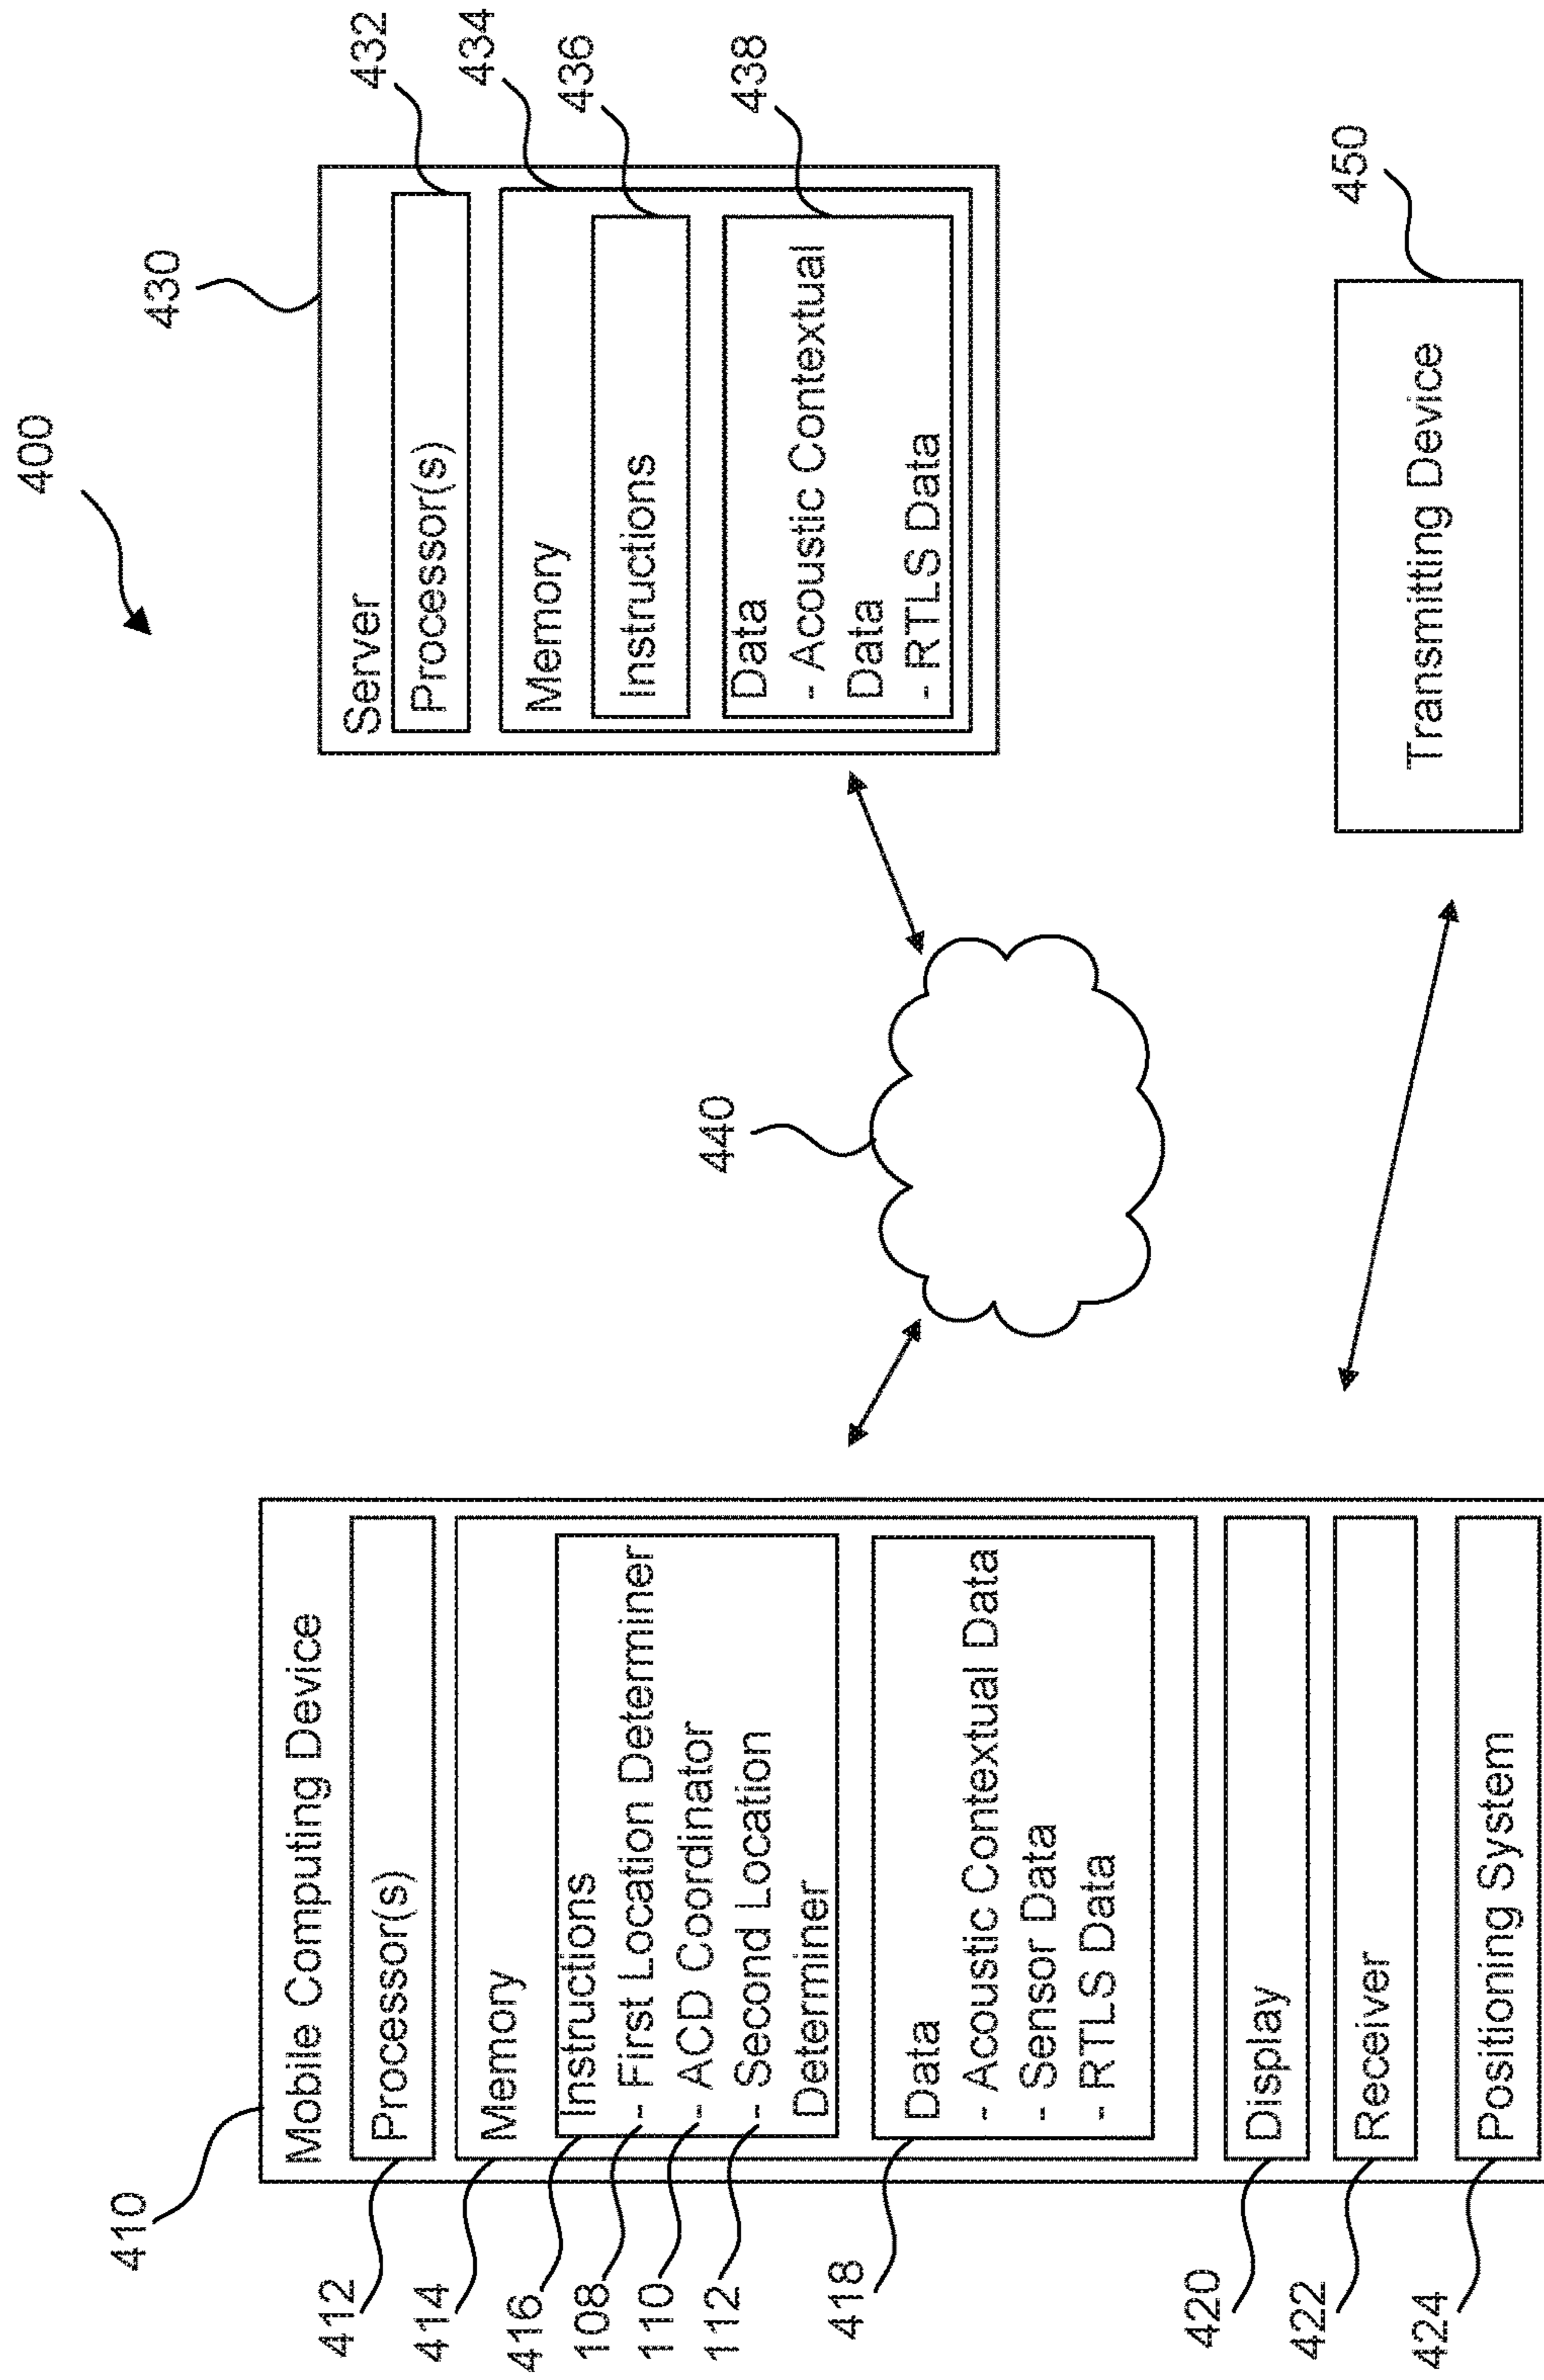 400
410
Mobile Computing Device
412
Processor(s)
414
Memory
416
Instructions
108
- First Location Determiner
110
- ACD Coordinator
112
- Second Location
Determiner
418
Data
- Acoustic Contextual Data
- Sensor Data
- RTLS Data
420
Display
422
Receiver
424
Positioning System
440
430
Server
Processor(s)
432
Memory
434
Instructions
436
Data
- Acoustic Contextual
Data
- RTLS Data
438
Transmitting Device
450